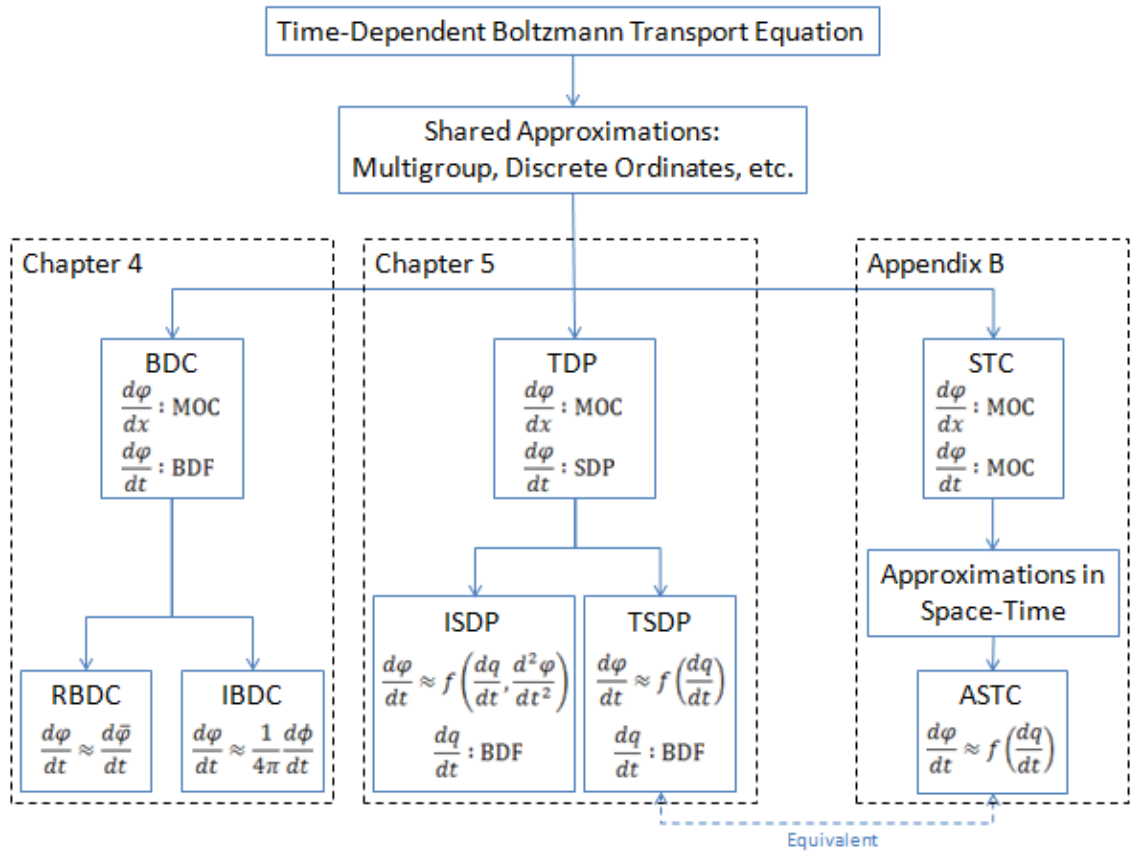 Time-Dependent Boltzmann Transport Equation
Shared Approximations:
Multigroup, Discrete Ordinates, etc.
Chapter 4
BDC
dφ/dx : MOC
dφ/dt : BDF
RBDC
dφ/dt ≈ dφ̄/dt
IBDC
dφ/dt ≈ 1/4π dϕ/dt
Chapter 5
TDP
dφ/dx : MOC
dφ/dt : SDP
ISDP
dφ/dt ≈ f(dq/dt, d²φ/dt²)
dq/dt : BDF
TSDP
dφ/dt ≈ f(dq/dt)
dq/dt : BDF
Appendix B
STC
dφ/dx : MOC
dφ/dt : MOC
Approximations in
Space-Time
ASTC
dφ/dt ≈ f(dq/dt)
Equivalent